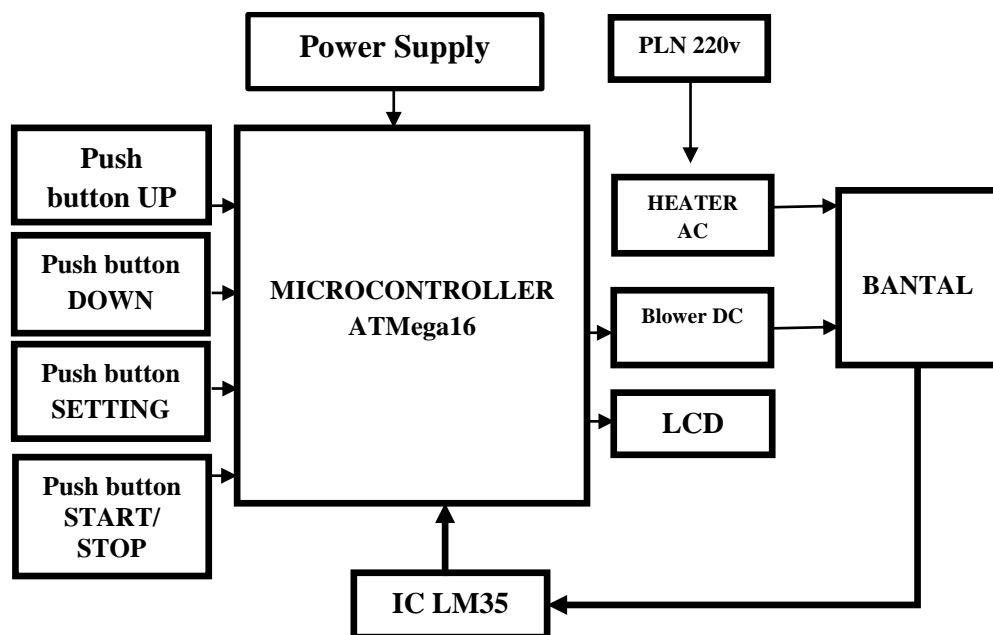 Power Supply
PLN 220v
Push
button UP
Push button
DOWN
Push button
SETTING
Push button
START/
STOP
MICROCONTROLLER
ATMega16
HEATER
AC
Blower DC
LCD
BANTAL
IC LM35